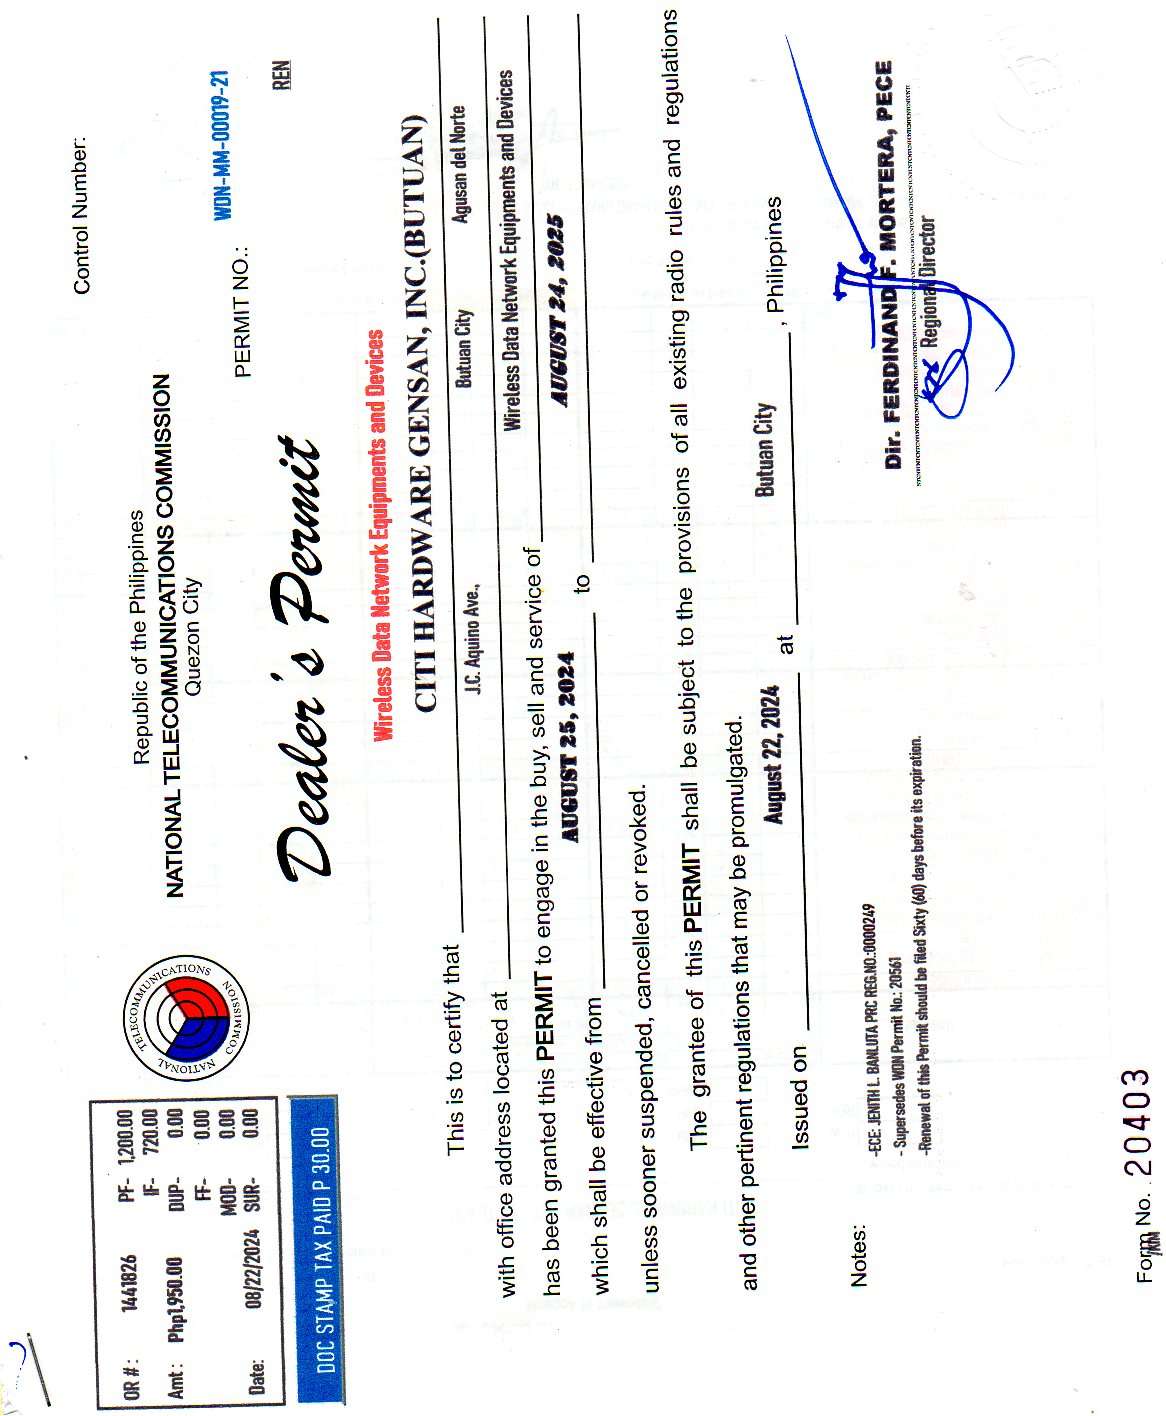 Control Number:
OR # : 1441826 PF- 1,200.00
IF- 720.00
Amt : Php1,950.00 DUP- 0.00
FF- 0.00
MOD- 0.00
Date: 08/22/2024 SUR- 0.00
DOC STAMP TAX PAID P 30.00
NATIONAL TELECOMMUNICATIONS COMMISSION
Republic of the Philippines
NATIONAL TELECOMMUNICATIONS COMMISSION
Quezon City
WDN-MM-00019-21
PERMIT NO.:
REN
Dealer's Permit
Wireless Data Network Equipments and Devices
CITI HARDWARE GENSAN, INC.(BUTUAN)
This is to certify that
J.C. Aquino Ave., Butuan City Agusan del Norte
with office address located at
Wireless Data Network Equipments and Devices
has been granted this PERMIT to engage in the buy, sell and service of
AUGUST 25, 2024 AUGUST 24, 2025
which shall be effective from to
unless sooner suspended, cancelled or revoked.
The grantee of this PERMIT shall be subject to the provisions of all existing radio rules and regulations
and other pertinent regulations that may be promulgated.
August 22, 2024 Butuan City
Issued on at , Philippines
Notes:
-ECE: JENITH L. BANLUTA PRC REG.NO.:0000249
- Supersedes WDN Permit No.: 20561
-Renewal of this Permit should be filed Sixty (60) days before its expiration.
Dir. FERDINAND F. MORTERA, PECE
Regional Director
Form No. 20403